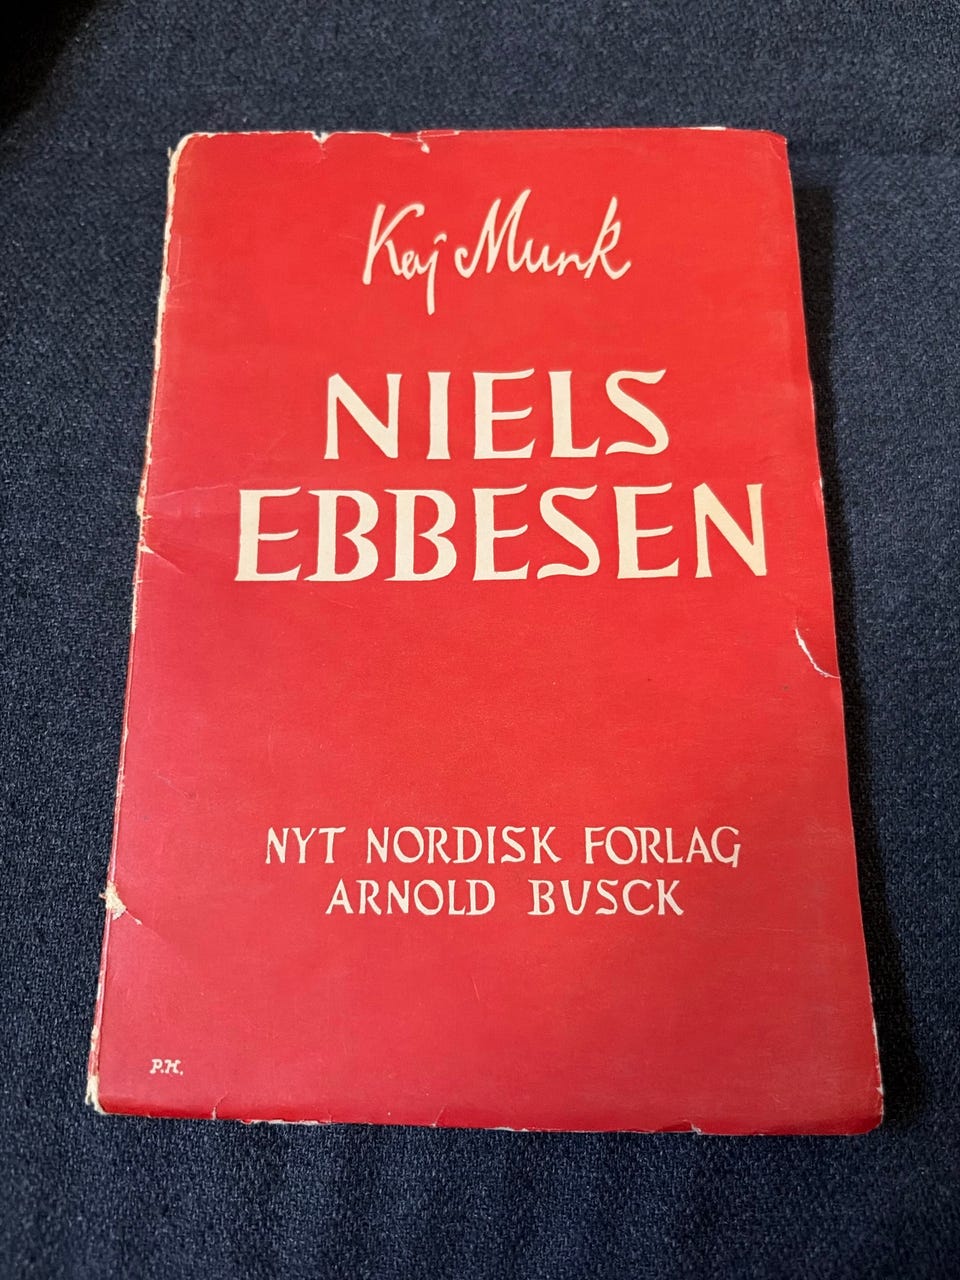 Kaj Munk
NIELS
EBBESEN
NYT NORDISK FORLAG
ARNOLD BUSCK
P.H.